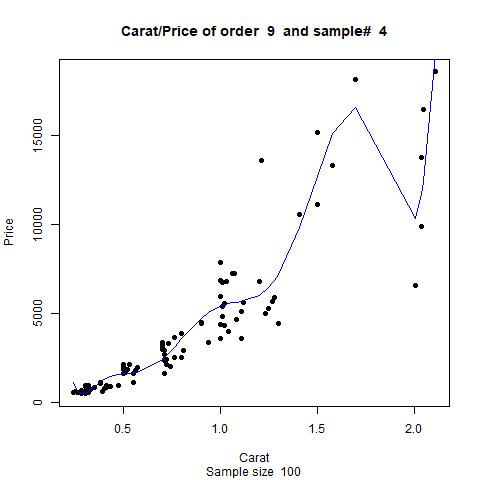 Carat/Price of order 9 and sample# 4
Price
15000
10000
5000
0
0.5 1.0 1.5 2.0
Carat
Sample size 100